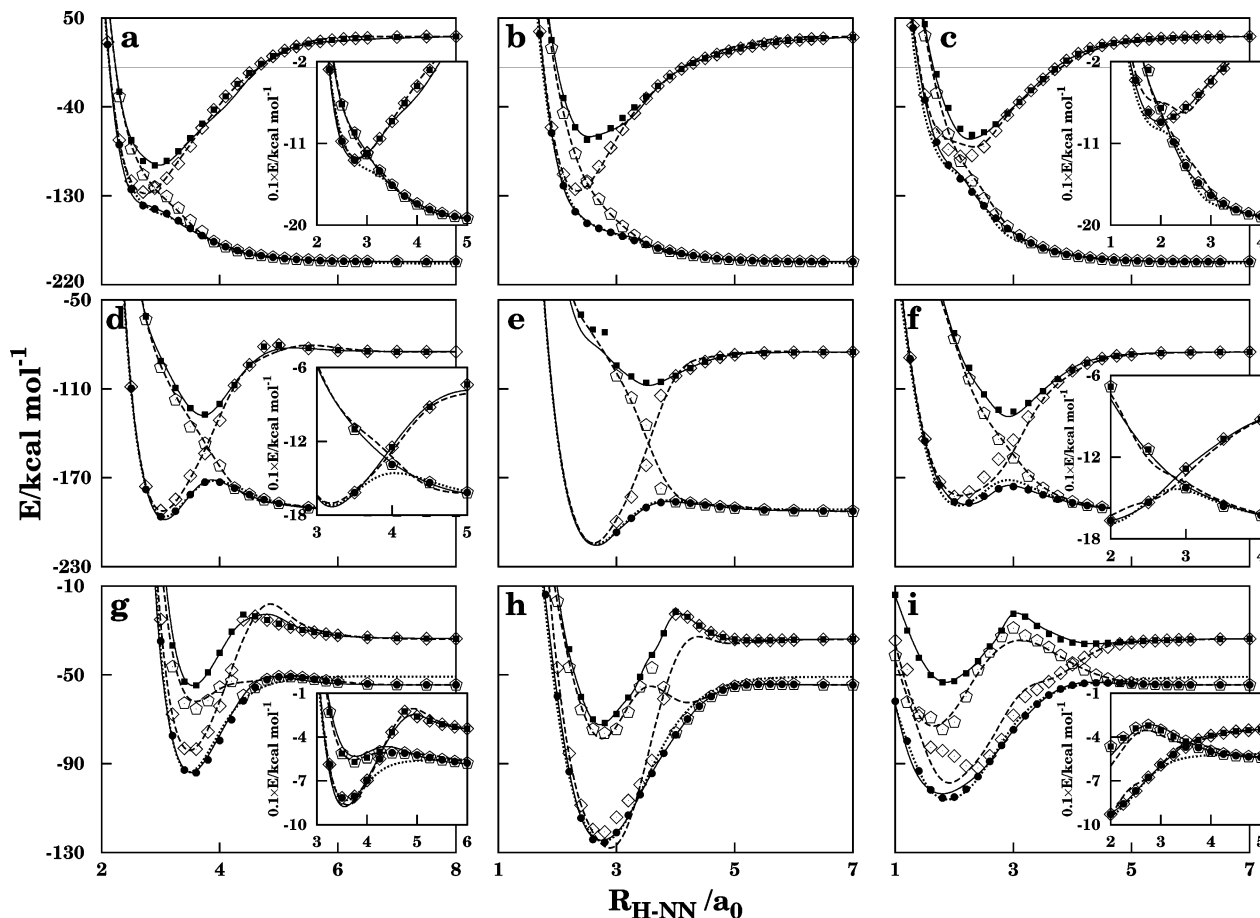 a
b
c
50
-40
-130
-220
0.1×E/kcal mol⁻¹
-2
-11
-20
2 3 4 5
0.1×E/kcal mol⁻¹
-2
-11
-20
1 2 3 4
d
e
f
E/kcal mol⁻¹
-50
-110
-170
-230
0.1×E/kcal mol⁻¹
-6
-12
-18
3 4 5
0.1×E/kcal mol⁻¹
-6
-12
-18
2 3 4
g
h
i
-10
-50
-90
-130
0.1×E/kcal mol⁻¹
-1
-4
-7
-10
3 4 5 6
0.1×E/kcal mol⁻¹
-1
-4
-7
-10
2 3 4 5
2 4 6 8 1 3 5 7 1 3 5 7
R_H-NN /a₀